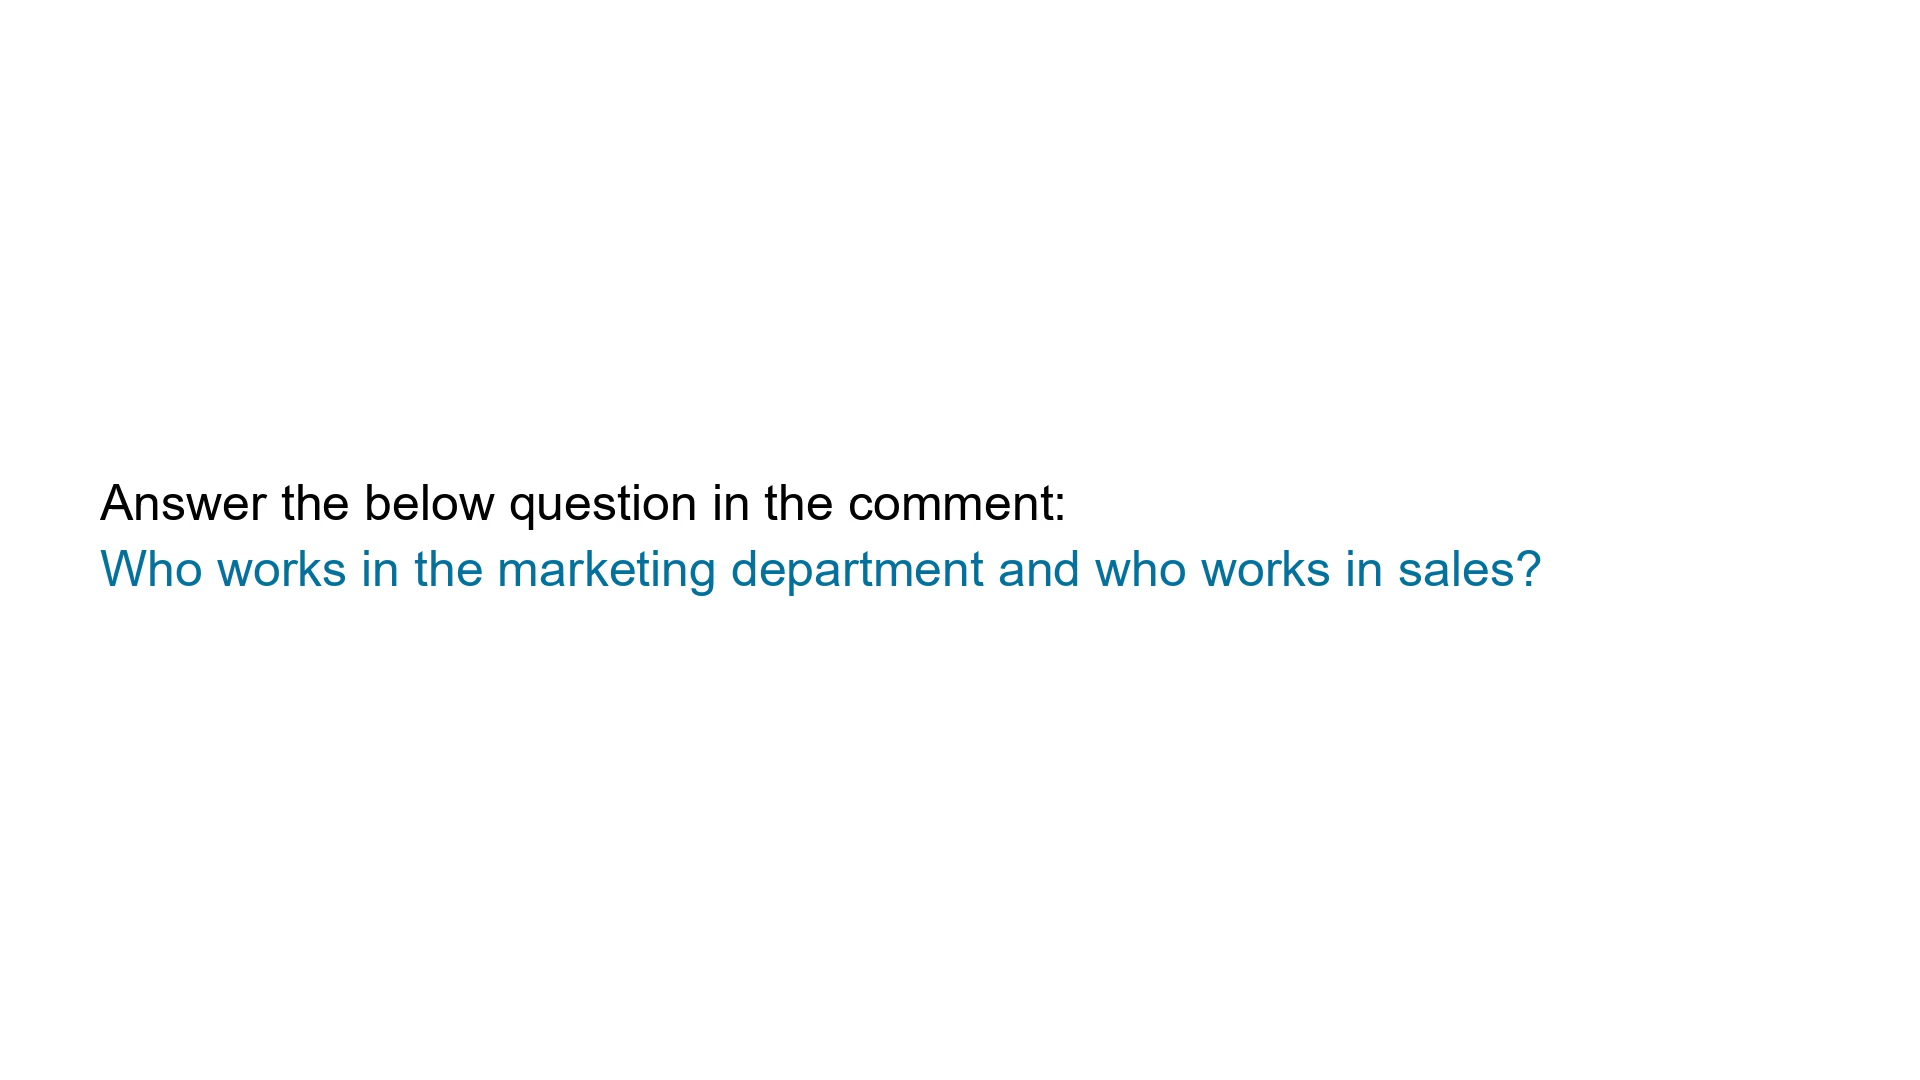 Answer the below question in the comment:
Who works in the marketing department and who works in sales?